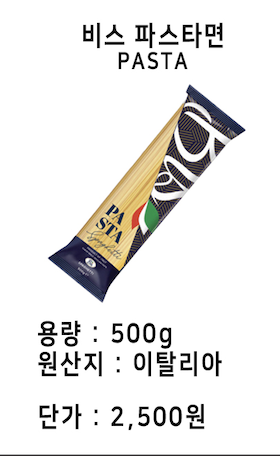 비스 파스타면
PASTA
Bis
PA
STA
Spaghetti
용량 : 500g
원산지 : 이탈리아
단가 : 2,500원